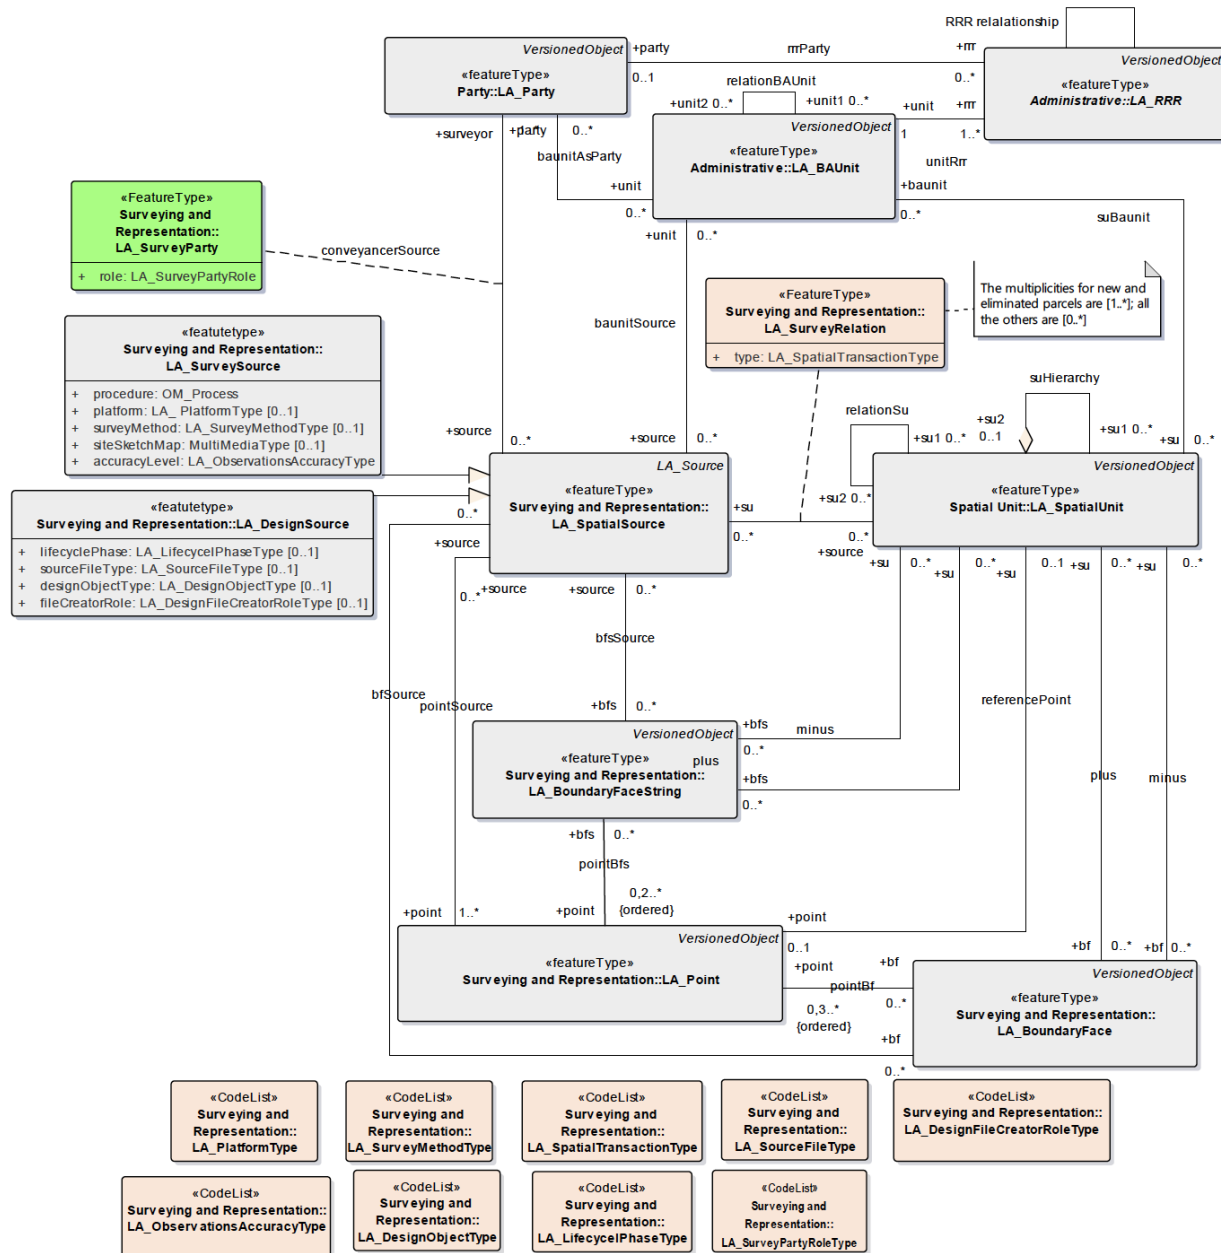 RRR relalationship
VersionedObject
«featureType»
Party::LA_Party
+party
rrrParty
+rrr
0..1
0..*
VersionedObject
«featureType»
Administrative::LA_RRR
relationBAUnit
+unit2 0..*
+unit1 0..*
VersionedObject
«featureType»
Administrative::LA_BAUnit
+unit
+rrr
1
1..*
unitRrr
+surveyor
+party
0..*
baunitAsParty
+unit
0..*
+baunit
0..*
suBaunit
+unit
0..*
«FeatureType»
Surveying and
Representation::
LA_SurveyParty
+ role: LA_SurveyPartyRole
conveyancerSource
baunitSource
«FeatureType»
Surveying and Representation::
LA_SurveyRelation
+ type: LA_SpatialTransactionType
The multiplicities for new and
eliminated parcels are [1..*]; all
the others are [0..*]
«featutetype»
Surveying and Representation::
LA_SurveySource
+ procedure: OM_Process
+ platform: LA_ PlatformType [0..1]
+ surveyMethod: LA_SurveyMethodType [0..1]
+ siteSketchMap: MultiMediaType [0..1]
+ accuracyLevel: LA_ObservationsAccuracyType
suHierarchy
relationSu
+su2
0..1
+su1 0..*
+su1 0..*
+su2 0..*
+su
0..*
+source
0..*
+source
0..*
LA_Source
«featureType»
Surveying and Representation::
LA_SpatialSource
VersionedObject
«featureType»
Spatial Unit::LA_SpatialUnit
+su
0..*
0..*
+source
«featutetype»
Surveying and Representation::LA_DesignSource
+ lifecyclePhase: LA_LifecycelPhaseType [0..1]
+ sourceFileType: LA_SourceFileType [0..1]
+ designObjectType: LA_DesignObjectType [0..1]
+ fileCreatorRole: LA_DesignFileCreatorRoleType [0..1]
0..*
+source
0..*
+source
+source
0..*
+su
0..*
+su
0..*
+su
0..1
+su
0..*
+su
0..*
bfsSource
bfSource
pointSource
referencePoint
+bfs
0..*
VersionedObject
«featureType»
Surveying and Representation::
LA_BoundaryFaceString
+bfs
0..*
minus
plus
+bfs
0..*
plus
minus
+bfs
0..*
pointBfs
0,2..*
{ordered}
+point
1..*
+point
+point
0..1
VersionedObject
«featureType»
Surveying and Representation::LA_Point
+point
+bf
pointBf
0..*
0,3..*
{ordered}
+bf
0..*
+bf
0..*
VersionedObject
«featureType»
Surveying and Representation::
LA_BoundaryFace
+bf
0..*
«CodeList»
Surveying and
Representation::
LA_PlatformType
«CodeList»
Surveying and
Representation::
LA_SurveyMethodType
«CodeList»
Surveying and
Representation::
LA_SpatialTransactionType
«CodeList»
Surveying and
Representation::
LA_SourceFileType
«CodeList»
Surveying and Representation::
LA_DesignFileCreatorRoleType
«CodeList»
Surveying and Representation::
LA_ObservationsAccuracyType
«CodeList»
Surveying and
Representation::
LA_DesignObjectType
«CodeList»
Surveying and
Representation::
LA_LifecycelPhaseType
«CodeList»
Surveying and
Representation::
LA_SurveyPartyRoleType